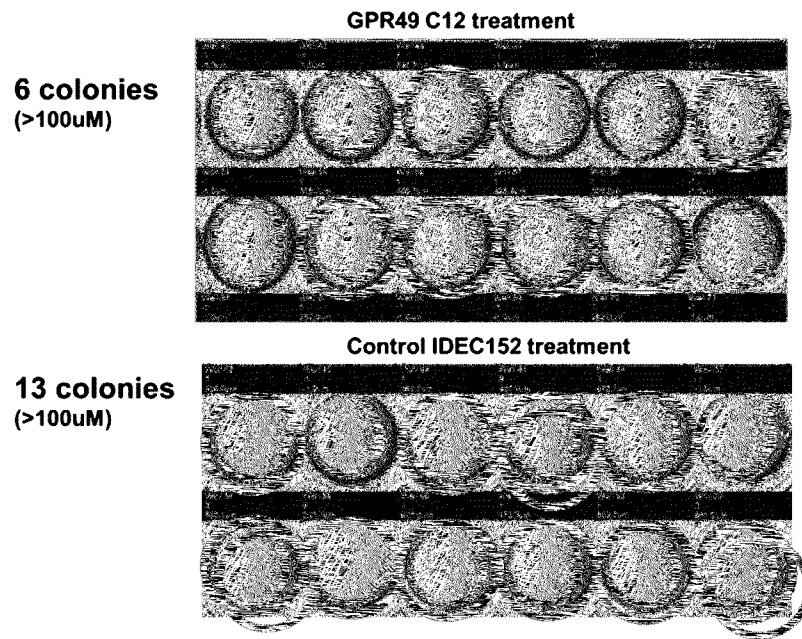 GPR49 C12 treatment
6 colonies
(>100uM)
Control IDEC152 treatment
13 colonies
(>100uM)